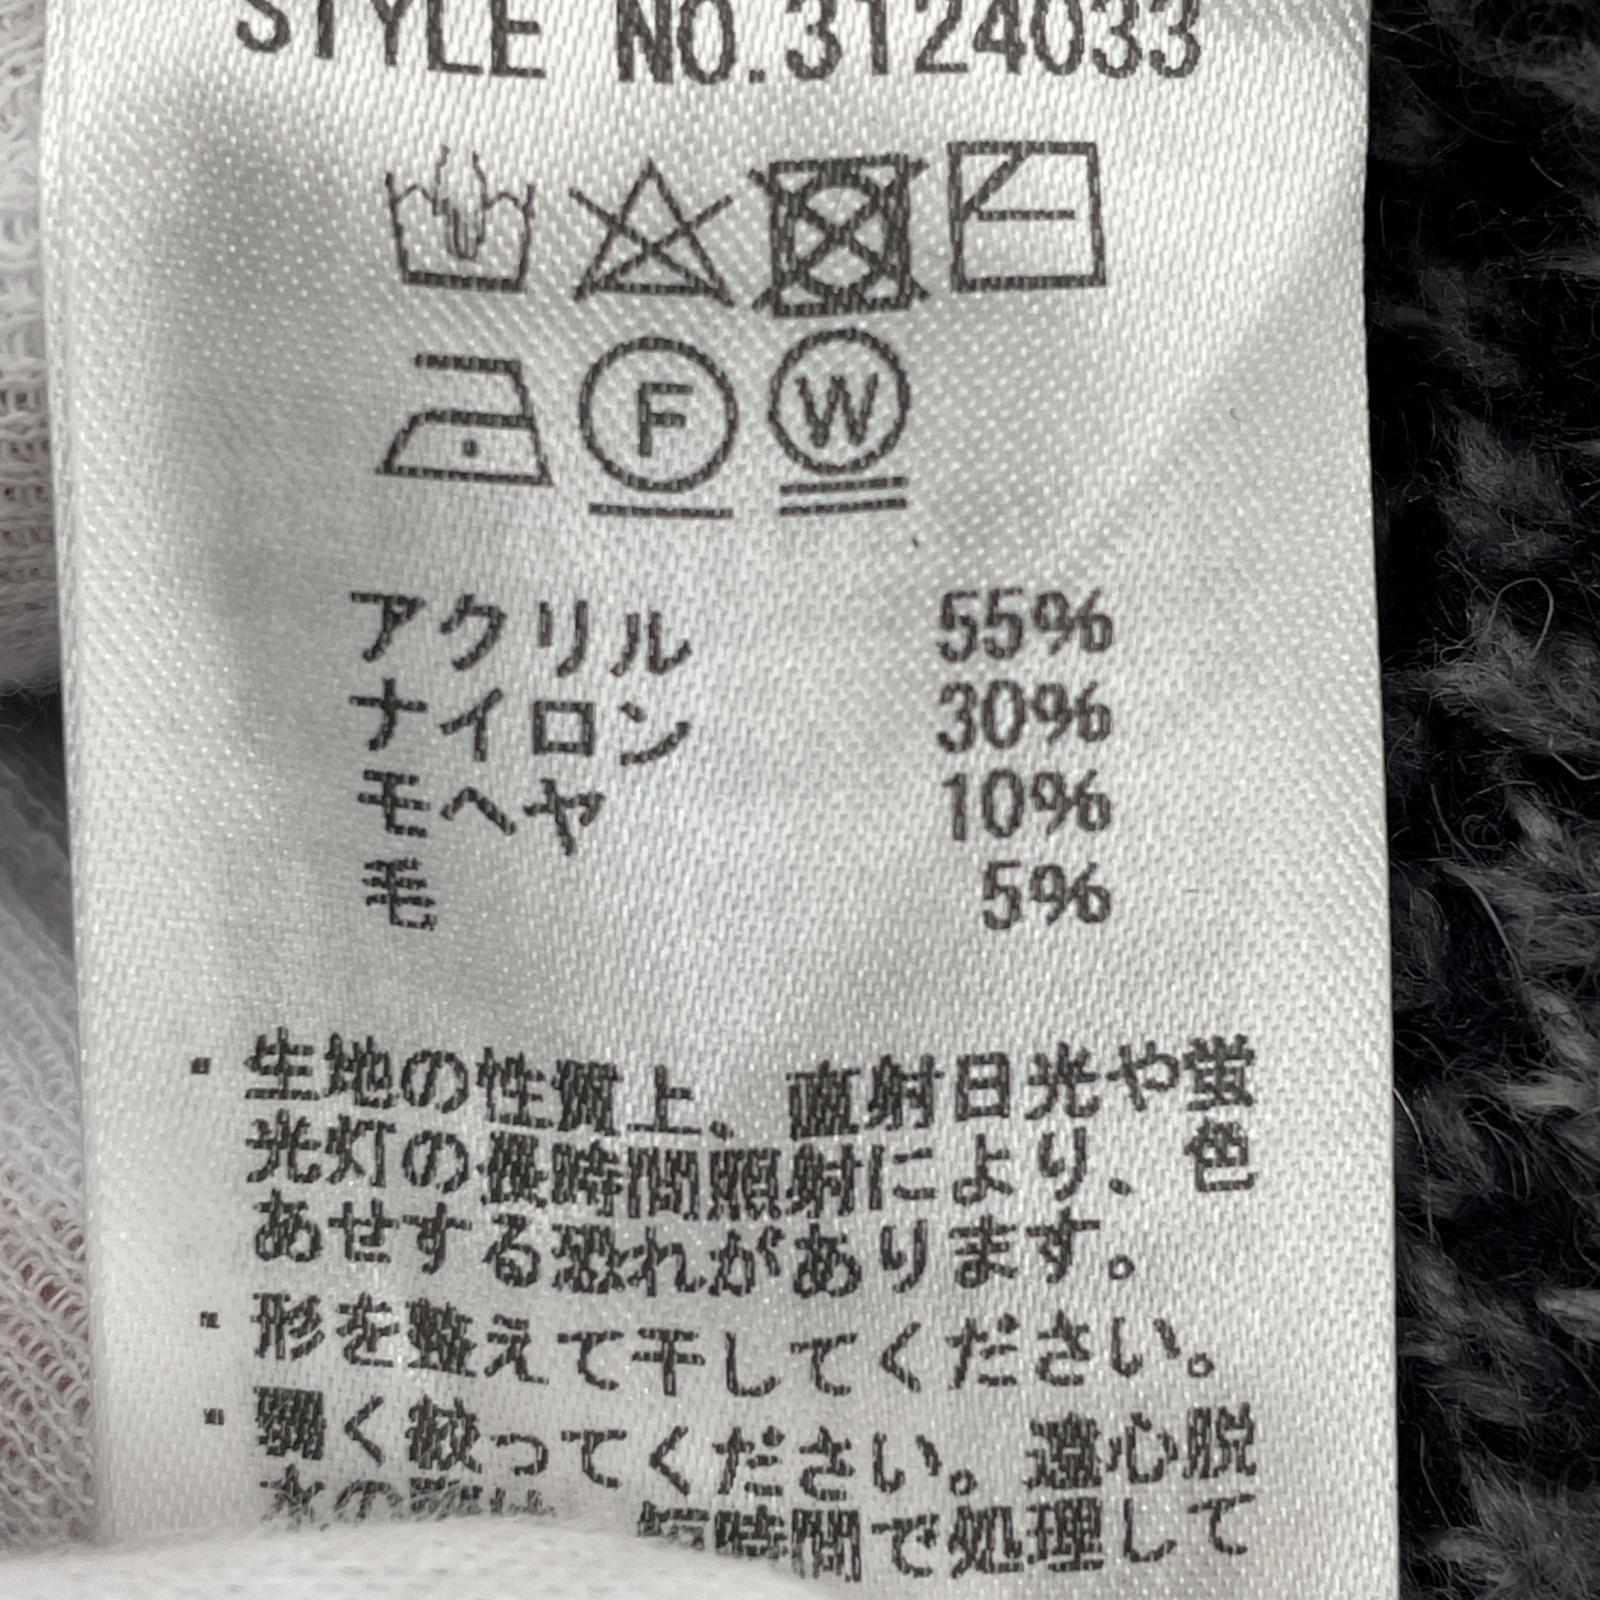 STYLE NO.3124033
F W
アクリル 55%
ナイロン 30%
モヘヤ 10%
毛 5%
・生地の性質上、直射日光や蛍
光灯の長時間照射により、色
あせする恐れがあります。
・形を整えて干してください。
・弱く絞ってください。遠心脱
水の際は 短時間で処理して